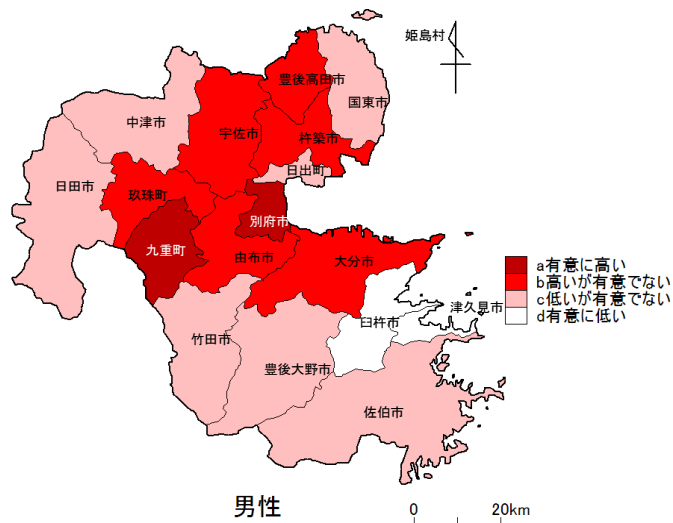 姫島村
豊後高田市
国東市
中津市
宇佐市
杵築市
日出町
日田市
玖珠町
別府市
九重町
由布市
大分市
a有意に高い
b高いが有意でない
c低いが有意でない
d有意に低い
津久見市
臼杵市
竹田市
豊後大野市
佐伯市
男性
0 20km